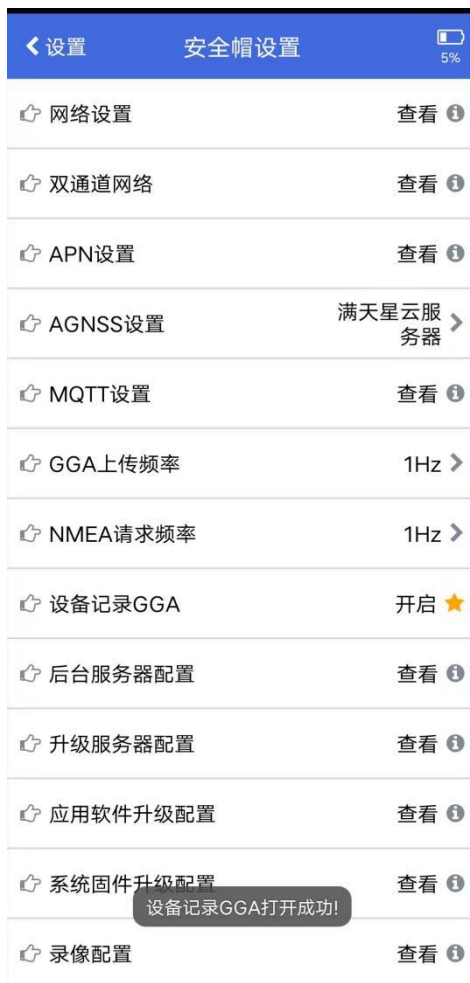 设置 安全帽设置 5%
网络设置 查看
双通道网络 查看
APN设置 查看
AGNSS设置 满天星云服
务器
MQTT设置 查看
GGA上传频率 1Hz
NMEA请求频率 1Hz
设备记录GGA 开启
后台服务器配置 查看
升级服务器配置 查看
应用软件升级配置 查看
系统固件升级配置 查看
设备记录GGA打开成功!
录像配置 查看